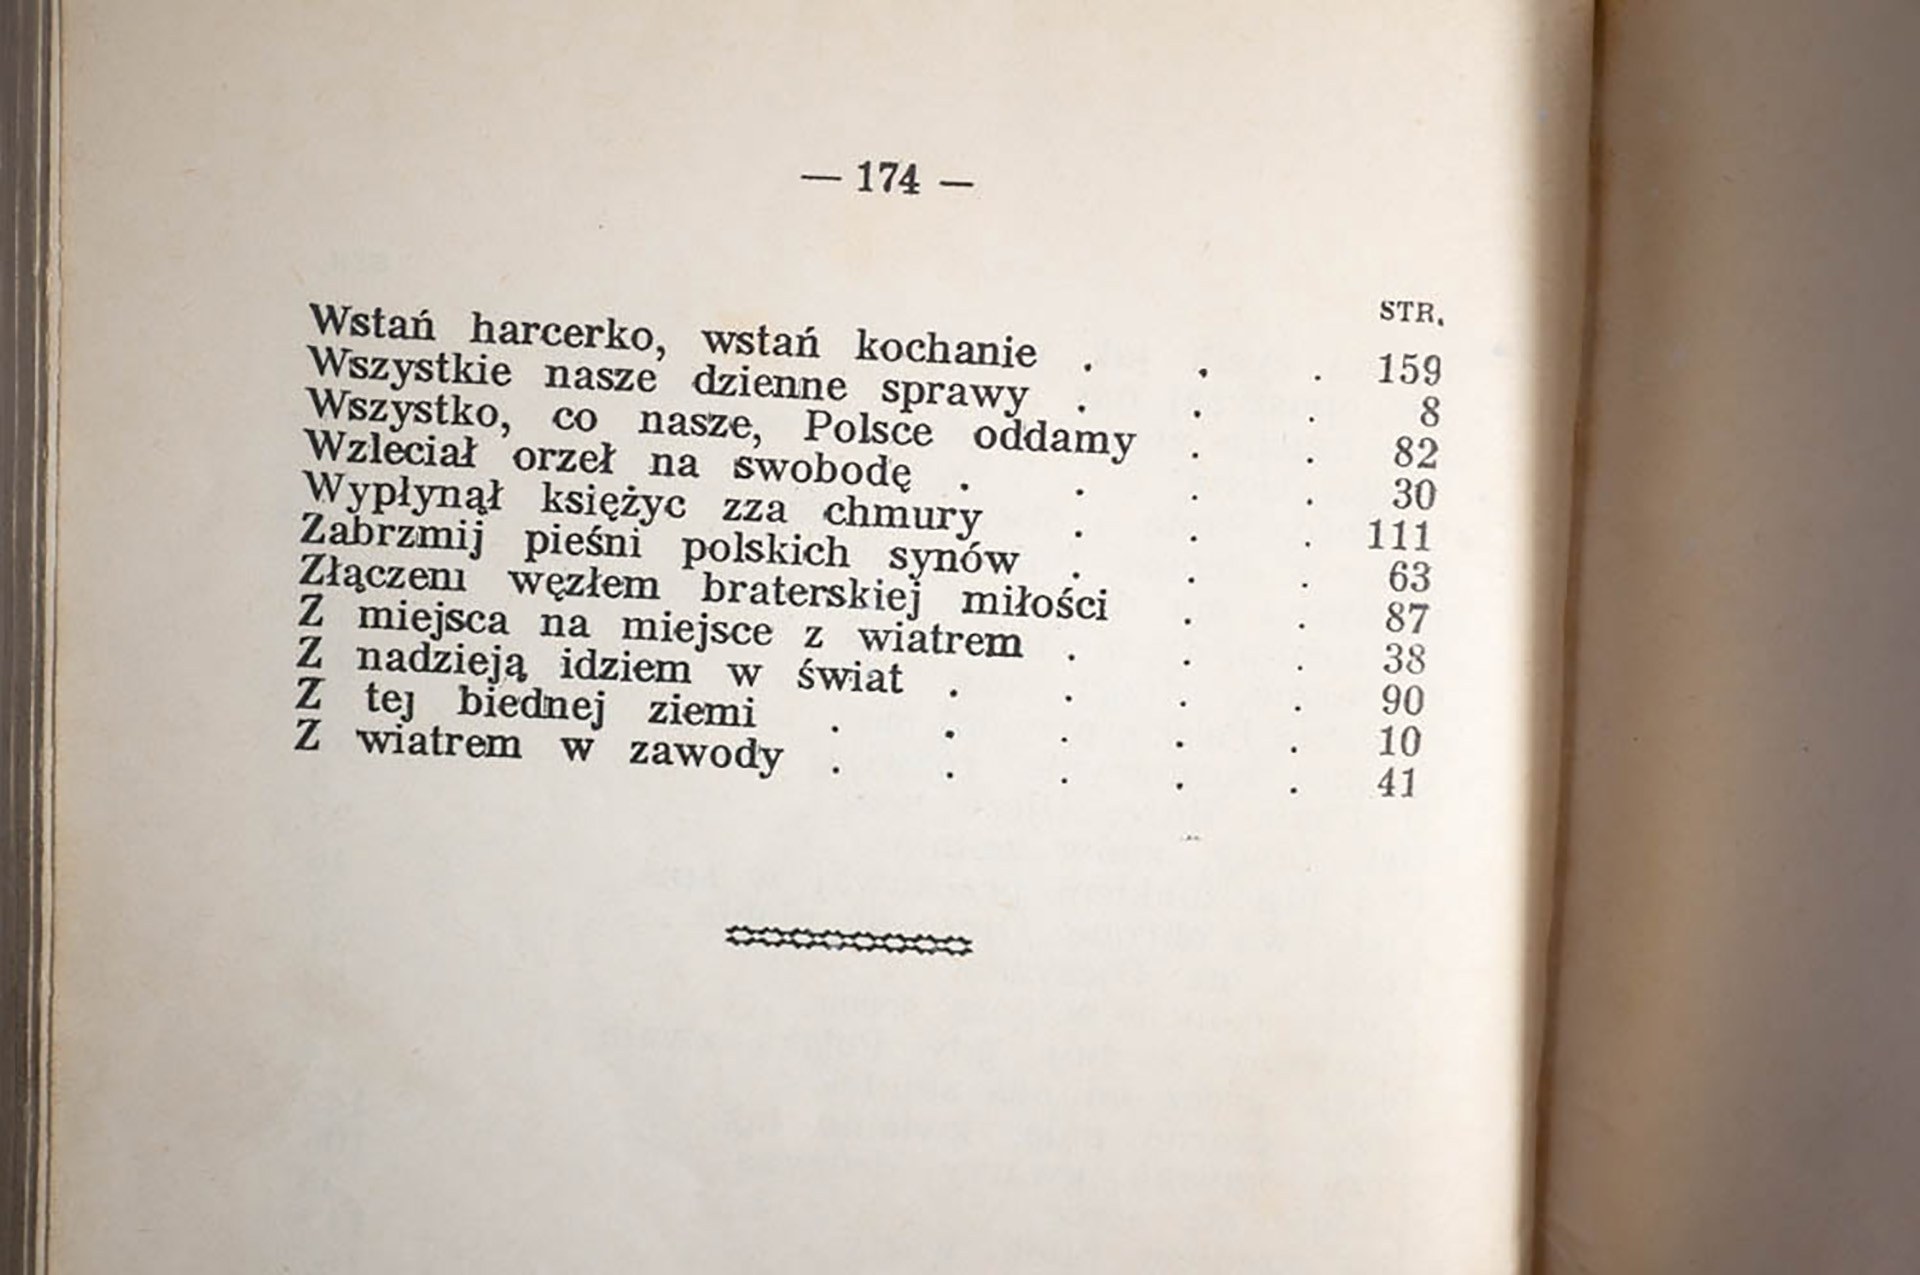 — 174 —
STR.
Wstań harcerko, wstań kochanie . . . 159
Wszystkie nasze dzienne sprawy . . . 8
Wszystko, co nasze, Polsce oddamy . . 82
Wzleciał orzeł na swobodę . . . . 30
Wypłynął księżyc zza chmury . . . 111
Zabrzmij pieśni polskich synów . . . 63
Złączeni węzłem braterskiej miłości . . 87
Z miejsca na miejsce z wiatrem . . . 38
Z nadzieją idziem w świat . . . . 90
Z tej biednej ziemi . . . . . 10
Z wiatrem w zawody . . . . . 41